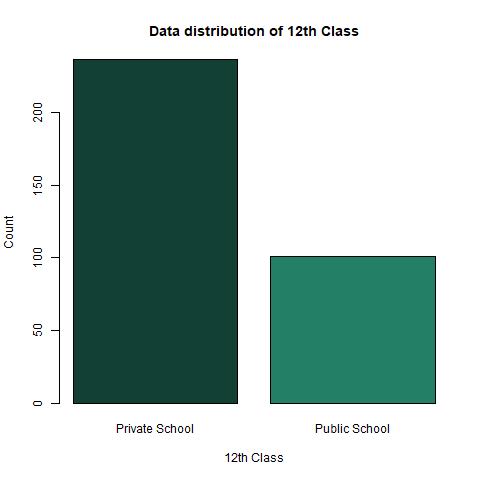 Data distribution of 12th Class
Count
200
150
100
50
0
Private School
Public School
12th Class